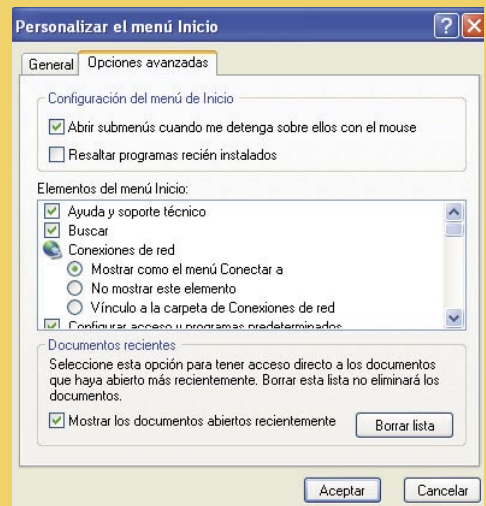 Personalizar el menú Inicio
General
Opciones avanzadas
Configuración del menú de Inicio
Abrir submenús cuando me detenga sobre ellos con el mouse
Resaltar programas recién instalados
Elementos del menú Inicio:
Ayuda y soporte técnico
Buscar
Conexiones de red
Mostrar como el menú Conectar a
No mostrar este elemento
Vínculo a la carpeta de Conexiones de red
Configurar acceso y programas predeterminados
Documentos recientes
Seleccione esta opción para tener acceso directo a los documentos
que haya abierto más recientemente. Borrar esta lista no eliminará los
documentos.
Mostrar los documentos abiertos recientemente
Borrar lista
Aceptar
Cancelar